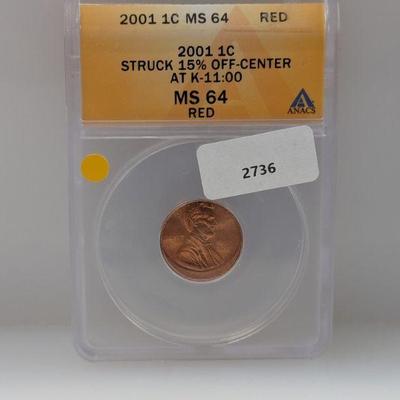 2001 1C MS 64 RED
2001 1C
STRUCK 15% OFF-CENTER
AT K-11:00
MS 64
RED
ANACS
2736